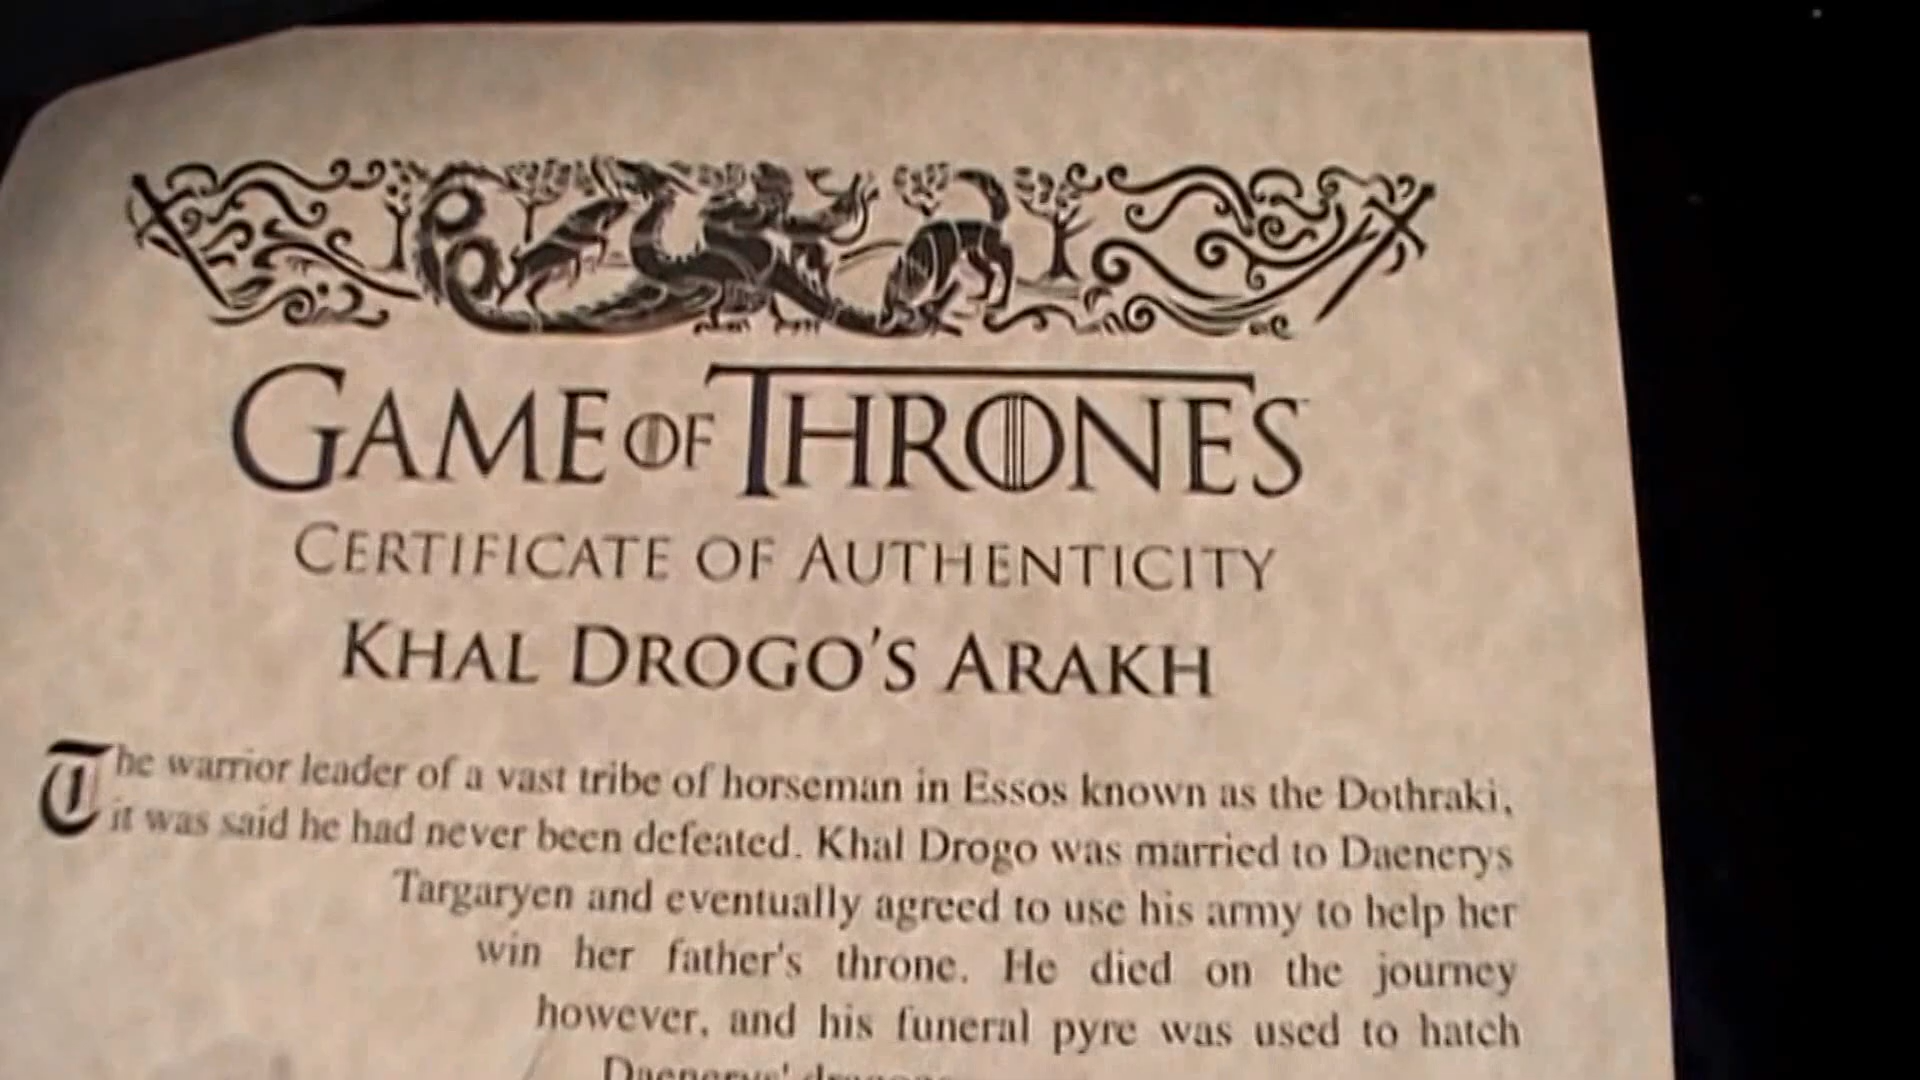 GAME OF THRONES
CERTIFICATE OF AUTHENTICITY
KHAL DROGO'S ARAKH
The warrior leader of a vast tribe of horseman in Essos known as the Dothraki,
it was said he had never been defeated. Khal Drogo was married to Daenerys
Targaryen and eventually agreed to use his army to help her
win her father's throne. He died on the journey
however, and his funeral pyre was used to hatch
Daenerys' dragons